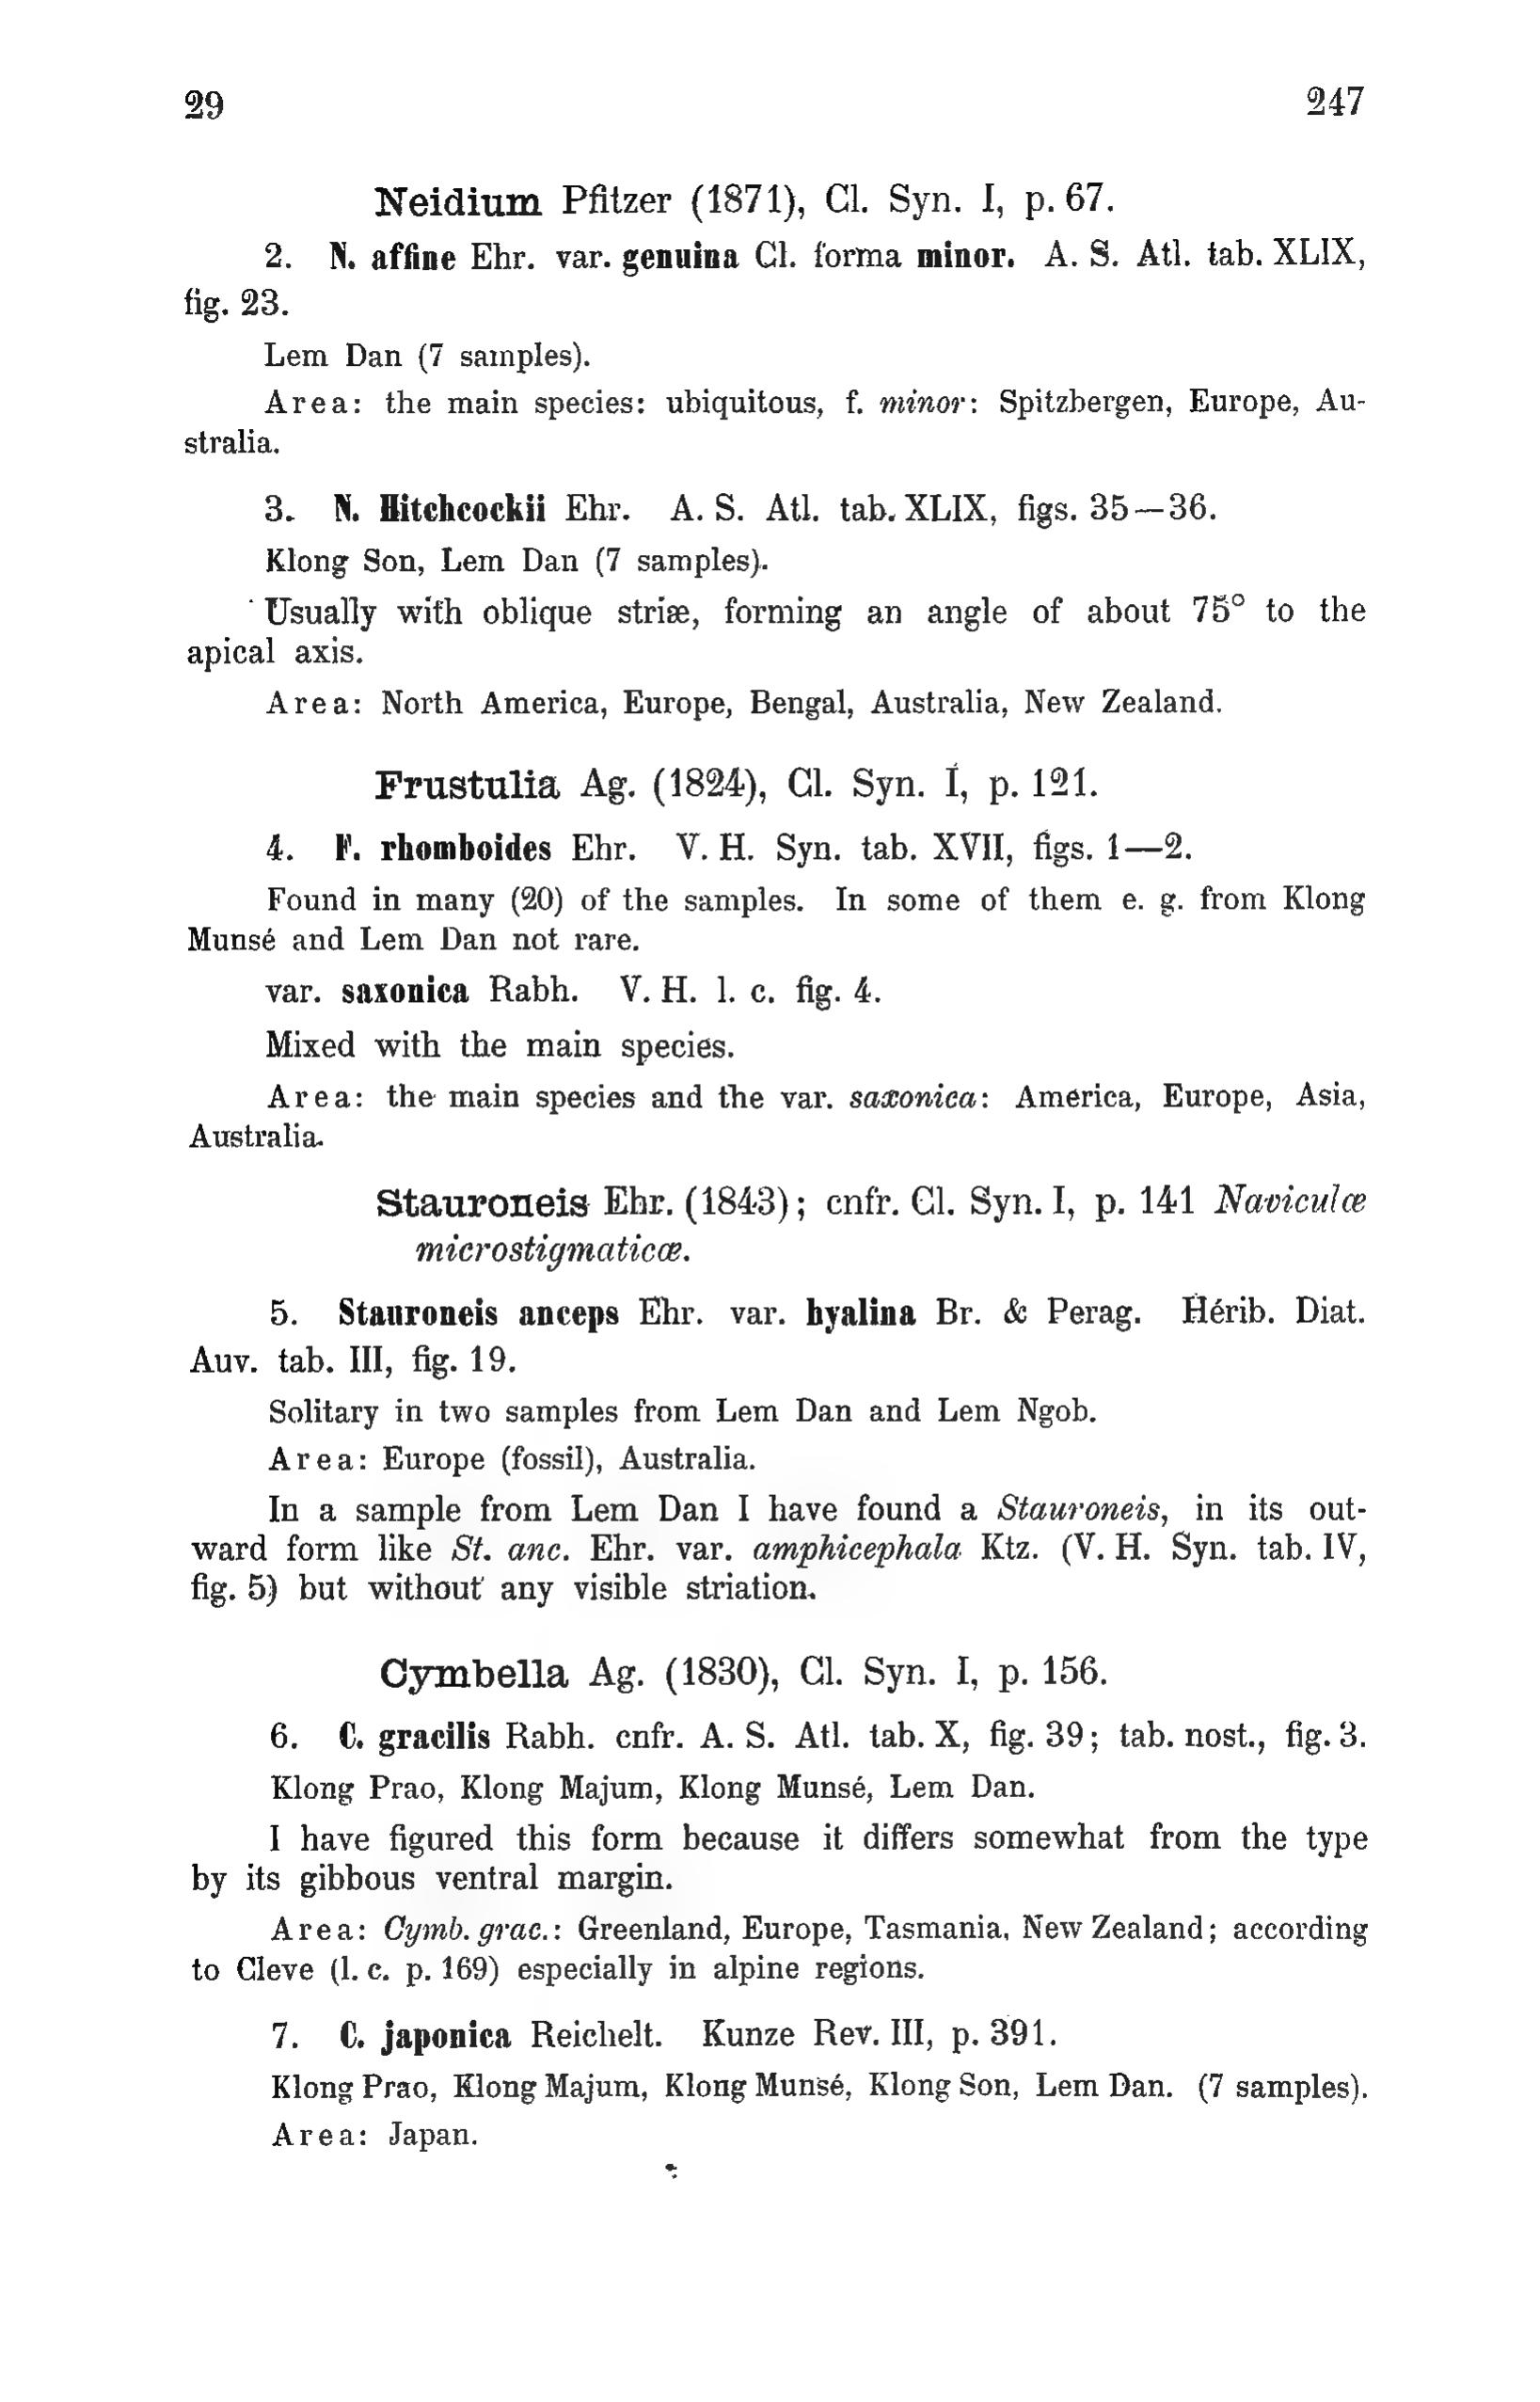 29 247
Neidium Pfitzer (1871), Cl. Syn. I, p. 67.
2. N. affine Ehr. var. genuina Cl. forma minor. A. S. Atl. tab. XLIX,
fig. 23.
Lem Dan (7 samples).
Area: the main species: ubiquitous, f. minor: Spitzbergen, Europe, Au-
stralia.
3. N. Hitchcockii Ehr. A. S. Atl. tab. XLIX, figs. 35—36.
Klong Son, Lem Dan (7 samples).
Usually with oblique striæ, forming an angle of about 75° to the
apical axis.
Area: North America, Europe, Bengal, Australia, New Zealand.
Frustulia Ag. (1824), Cl. Syn. I, p. 121.
4. F. rhomboides Ehr. V. H. Syn. tab. XVII, figs. 1—2.
Found in many (20) of the samples. In some of them e. g. from Klong
Munsé and Lem Dan not rare.
var. saxonica Rabh. V. H. l. c. fig. 4.
Mixed with the main species.
Area: the main species and the var. saxonica: America, Europe, Asia,
Australia.
Stauroneis Ehr. (1843); cnfr. Cl. Syn. I, p. 141 Naviculæ
microstigmaticæ.
5. Stauroneis anceps Ehr. var. hyalina Br. & Perag. Hérib. Diat.
Auv. tab. III, fig. 19.
Solitary in two samples from Lem Dan and Lem Ngob.
Area: Europe (fossil), Australia.
In a sample from Lem Dan I have found a Stauroneis, in its out-
ward form like St. anc. Ehr. var. amphicephala Ktz. (V. H. Syn. tab. IV,
fig. 5) but without any visible striation.
Cymbella Ag. (1830), Cl. Syn. I, p. 156.
6. C. gracilis Rabh. cnfr. A. S. Atl. tab. X, fig. 39; tab. nost., fig. 3.
Klong Prao, Klong Majum, Klong Munsé, Lem Dan.
I have figured this form because it differs somewhat from the type
by its gibbous ventral margin.
Area: Cymb. grac.: Greenland, Europe, Tasmania, New Zealand; according
to Cleve (l. c. p. 169) especially in alpine regions.
7. C. japonica Reichelt. Kunze Rev. III, p. 391.
Klong Prao, Klong Majum, Klong Munsé, Klong Son, Lem Dan. (7 samples).
Area: Japan.